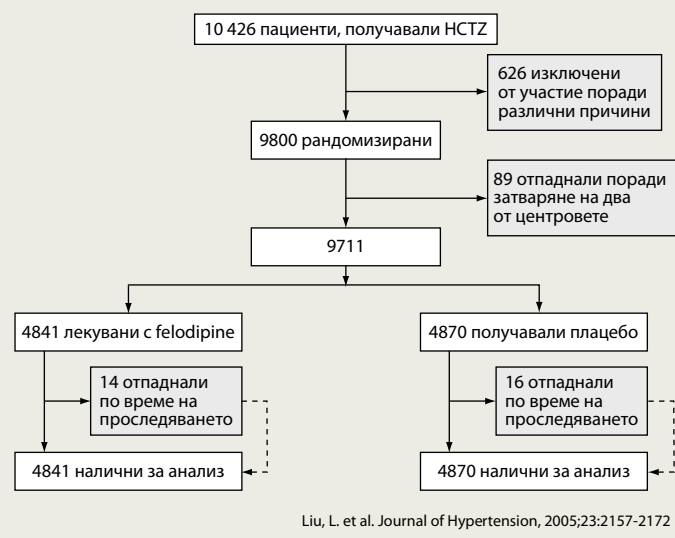 10 426 пациенти, получавали HCTZ
626 изключени
от участие поради
различни причини
9800 рандомизирани
89 отпаднали поради
затваряне на два
от центровете
9711
4841 лекувани с felodipine
4870 получавали плацебо
14 отпаднали
по време на
проследяването
16 отпаднали
по време на
проследяването
4841 налични за анализ
4870 налични за анализ
Liu, L. et al. Journal of Hypertension, 2005;23:2157-2172